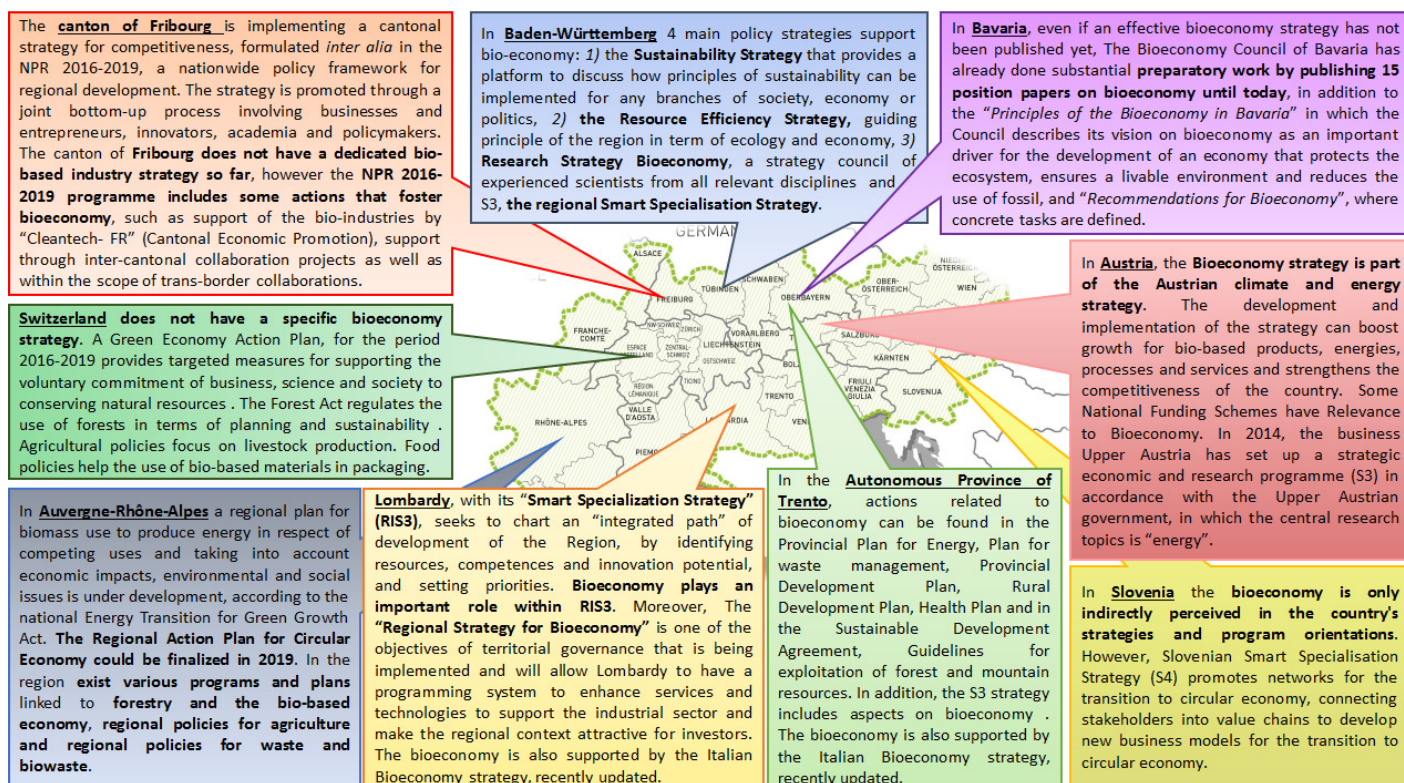 The canton of Fribourg is implementing a cantonal
strategy for competitiveness, formulated inter alia in the
NPR 2016-2019, a nationwide policy framework for
regional development. The strategy is promoted through a
joint bottom-up process involving businesses and
entrepreneurs, innovators, academia and policymakers.
The canton of Fribourg does not have a dedicated bio-
based industry strategy so far, however the NPR 2016-
2019 programme includes some actions that foster
bioeconomy, such as support of the bio-industries by
“Cleantech- FR” (Cantonal Economic Promotion), support
through inter-cantonal collaboration projects as well as
within the scope of trans-border collaborations.
In Baden-Württemberg 4 main policy strategies support
bio-economy: 1) the Sustainability Strategy that provides a
platform to discuss how principles of sustainability can be
implemented for any branches of society, economy or
politics, 2) the Resource Efficiency Strategy, guiding
principle of the region in term of ecology and economy, 3)
Research Strategy Bioeconomy, a strategy council of
experienced scientists from all relevant disciplines and
S3, the regional Smart Specialisation Strategy.
In Bavaria, even if an effective bioeconomy strategy has not
been published yet, The Bioeconomy Council of Bavaria has
already done substantial preparatory work by publishing 15
position papers on bioeconomy until today, in addition to
the “Principles of the Bioeconomy in Bavaria” in which the
Council describes its vision on bioeconomy as an important
driver for the development of an economy that protects the
ecosystem, ensures a livable environment and reduces the
use of fossil, and “Recommendations for Bioeconomy”, where
concrete tasks are defined.
Switzerland does not have a specific bioeconomy
strategy. A Green Economy Action Plan, for the period
2016-2019 provides targeted measures for supporting the
voluntary commitment of business, science and society to
conserving natural resources . The Forest Act regulates the
use of forests in terms of planning and sustainability .
Agricultural policies focus on livestock production. Food
policies help the use of bio-based materials in packaging.
GERMAN
ALSACE
FREIBURG
TÜBINGEN
SCHWABEN
OBERBAYERN
OBER-
ÖSTERREICH
ÖSTERREICH
WIEN
FRANCHE-
COMTÉ
NW-SCHWEIZ
ZÜRICH
VORARLBERG
LIECHTENSTEIN
SALZBURG
ESPACE
ZENTRAL-
SCHWEIZ
OSTSCHWEIZ
KÄRNTEN
RÉGION
LÉMANIQUE
TICINO
FRIULI
VENEZIA
GIULIA
SLOVENIJA
VALLE
D'AOSTA
TRENTO
RHÔNE-ALPES
In Austria, the Bioeconomy strategy is part
of the Austrian climate and energy
strategy. The development and
implementation of the strategy can boost
growth for bio-based products, energies,
processes and services and strengthens the
competitiveness of the country. Some
National Funding Schemes have Relevance
to Bioeconomy. In 2014, the business
Upper Austria has set up a strategic
economic and research programme (S3) in
accordance with the Upper Austrian
government, in which the central research
topics is “energy”.
In Auvergne-Rhône-Alpes a regional plan for
biomass use to produce energy in respect of
competing uses and taking into account
economic impacts, environmental and social
issues is under development, according to the
national Energy Transition for Green Growth
Act. The Regional Action Plan for Circular
Economy could be finalized in 2019. In the
region exist various programs and plans
linked to forestry and the bio-based
economy, regional policies for agriculture
and regional policies for waste and
biowaste.
Lombardy, with its “Smart Specialization Strategy”
(RIS3), seeks to chart an “integrated path” of
development of the Region, by identifying
resources, competences and innovation potential,
and setting priorities. Bioeconomy plays an
important role within RIS3. Moreover, The
“Regional Strategy for Bioeconomy” is one of the
objectives of territorial governance that is being
implemented and will allow Lombardy to have a
programming system to enhance services and
technologies to support the industrial sector and
make the regional context attractive for investors.
The bioeconomy is also supported by the Italian
Bioeconomy strategy, recently updated.
In the Autonomous Province of
Trento, actions related to
bioeconomy can be found in the
Provincial Plan for Energy, Plan for
waste management, Provincial
Development Plan, Rural
Development Plan, Health Plan and in
the Sustainable Development
Agreement, Guidelines for
exploitation of forest and mountain
resources. In addition, the S3 strategy
includes aspects on bioeconomy .
The bioeconomy is also supported by
the Italian Bioeconomy strategy,
recently updated.
In Slovenia the bioeconomy is only
indirectly perceived in the country's
strategies and program orientations.
However, Slovenian Smart Specialisation
Strategy (S4) promotes networks for the
transition to circular economy, connecting
stakeholders into value chains to develop
new business models for the transition to
circular economy.